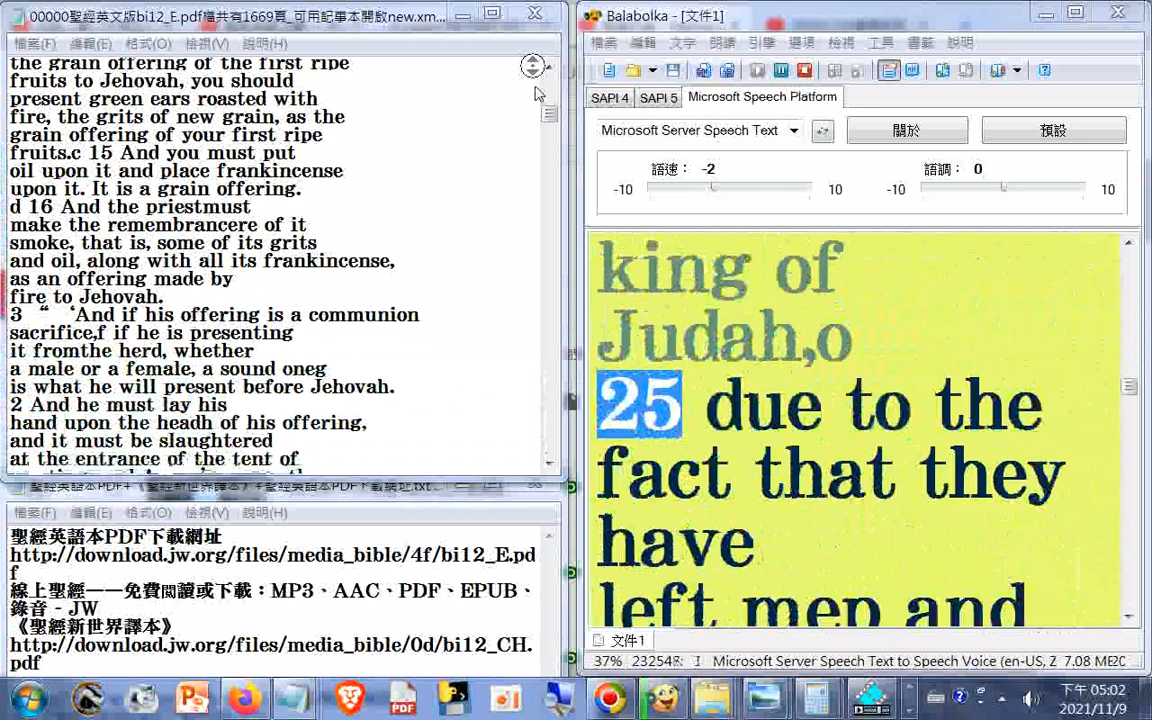 00000聖經英文版bi12_E.pdf檔共有1669頁_可用記事本開啟new.xm...
檔案(F) 編輯(E) 格式(O) 檢視(V) 說明(H)
the grain offering of the first ripe
fruits to Jehovah, you should
present green ears roasted with
fire, the grits of new grain, as the
grain offering of your first ripe
fruits.c 15 And you must put
oil upon it and place frankincense
upon it. It is a grain offering.
d 16 And the priestmust
make the remembrancere of it
smoke, that is, some of its grits
and oil, along with all its frankincense,
as an offering made by
fire to Jehovah.
3 “ ‘And if his offering is a communion
sacrifice,f if he is presenting
it fromthe herd, whether
a male or a female, a sound oneg
is what he will present before Jehovah.
2 And he must lay his
hand upon the headh of his offering,
and it must be slaughtered
at the entrance of the tent of
檔案(F) 編輯(E) 格式(O) 檢視(V) 說明(H)
聖經英語本PDF下載網址
http://download.jw.org/files/media_bible/4f/bi12_E.pd
f
線上聖經——免費閱讀或下載：MP3、AAC、PDF、EPUB、
錄音 - JW
《聖經新世界譯本》
http://download.jw.org/files/media_bible/0d/bi12_CH.
pdf
Balabolka - [文件1]
檔案 編輯 文字 朗讀 引擎 選項 檢視 工具 書籤 說明
SAPI 4 SAPI 5 Microsoft Speech Platform
Microsoft Server Speech Text 關於 預設
語速： -2 語調： 0
-10 10 -10 10
king of
Judah,o
25 due to the
fact that they
have
left men and
文件1
37% Microsoft Server Speech Text to Speech Voice (en-US, Z 7.08 ME
下午 05:02
2021/11/9